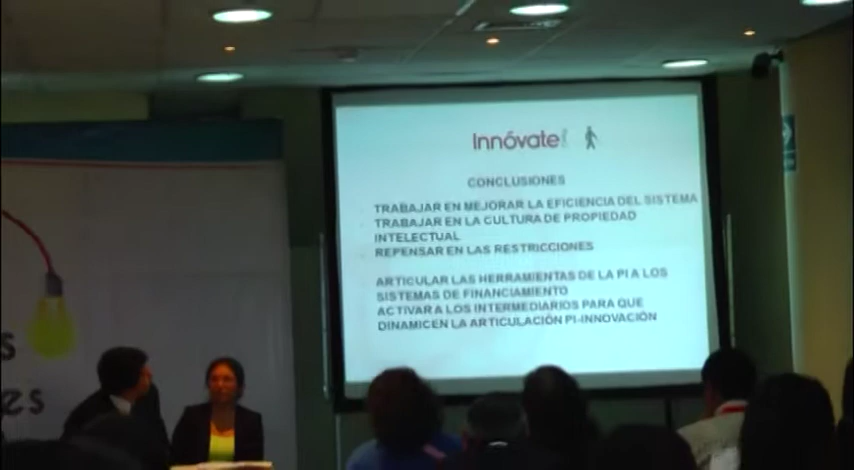 Innóvate
CONCLUSIONES
TRABAJAR EN MEJORAR LA EFICIENCIA DEL SISTEMA
TRABAJAR EN LA CULTURA DE PROPIEDAD
INTELECTUAL
REPENSAR EN LAS RESTRICCIONES
ARTICULAR LAS HERRAMIENTAS DE LA PI A LOS
SISTEMAS DE FINANCIAMIENTO
ACTIVAR A LOS INTERMEDIARIOS PARA QUE
DINAMICEN LA ARTICULACIÓN PI-INNOVACIÓN